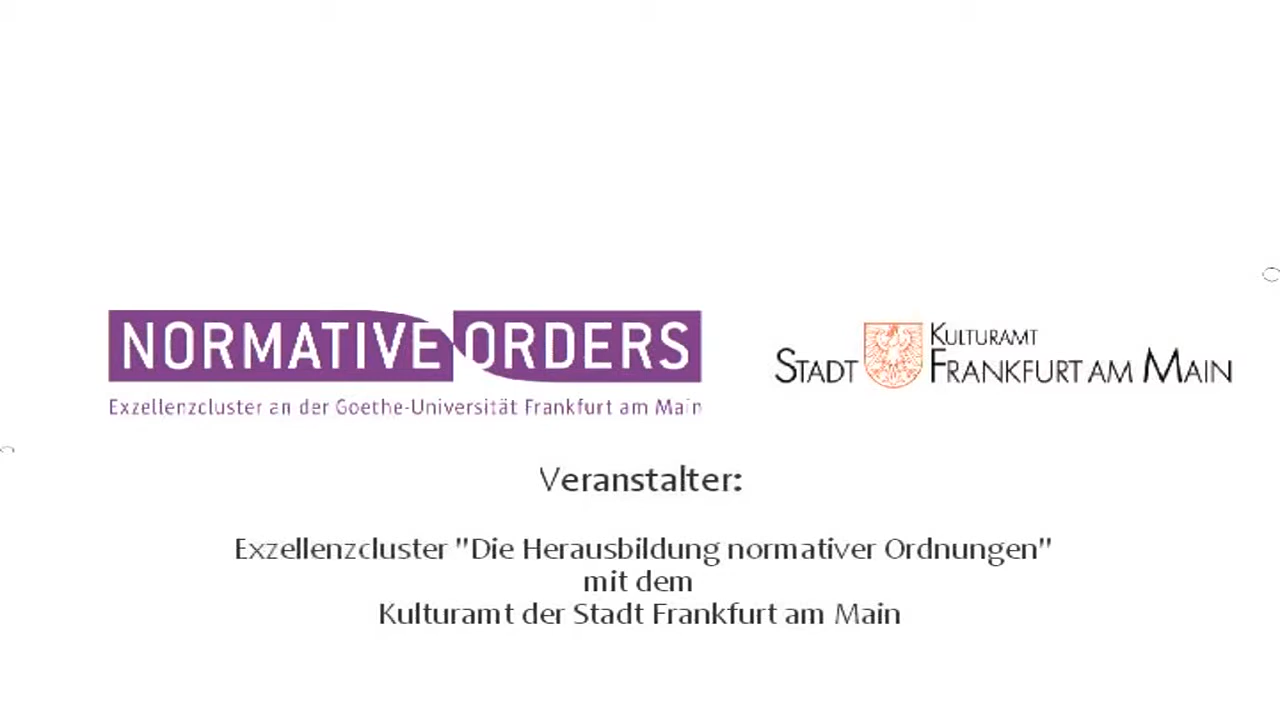 NORMATIVE ORDERS
Exzellenzcluster an der Goethe-Universität Frankfurt am Main
STADT KULTURAMT FRANKFURT AM MAIN
Veranstalter:
Exzellenzcluster "Die Herausbildung normativer Ordnungen"
mit dem
Kulturamt der Stadt Frankfurt am Main